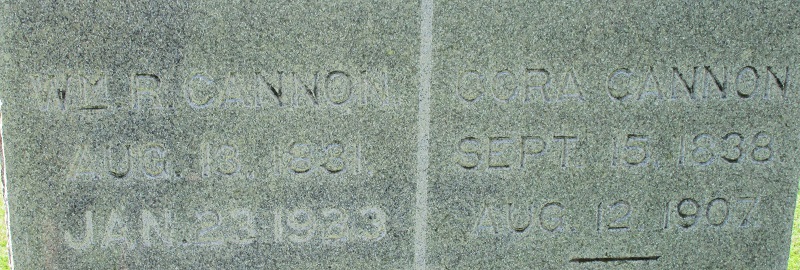 WM. R. CANNON
AUG. 13. 1831.
JAN. 23 1923
CORA CANNON
SEPT. 15, 1838.
AUG. 12, 1907.